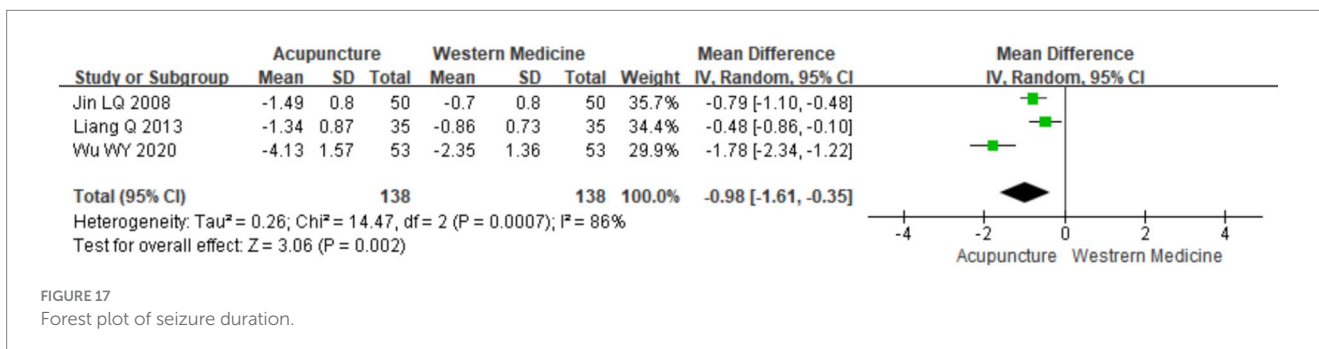 Acupuncture Western Medicine Mean Difference Mean Difference
Study or Subgroup Mean SD Total Mean SD Total Weight IV, Random, 95% CI IV, Random, 95% CI
Jin LQ 2008 -1.49 0.8 50 -0.7 0.8 50 35.7% -0.79 [-1.10, -0.48]
Liang Q 2013 -1.34 0.87 35 -0.86 0.73 35 34.4% -0.48 [-0.86, -0.10]
Wu WY 2020 -4.13 1.57 53 -2.35 1.36 53 29.9% -1.78 [-2.34, -1.22]
Total (95% CI) 138 138 100.0% -0.98 [-1.61, -0.35]
Heterogeneity: Tau² = 0.26; Chi² = 14.47, df = 2 (P = 0.0007); I² = 86%
Test for overall effect: Z = 3.06 (P = 0.002)
-4 -2 0 2 4
Acupuncture Westrern Medicine
FIGURE 17
Forest plot of seizure duration.